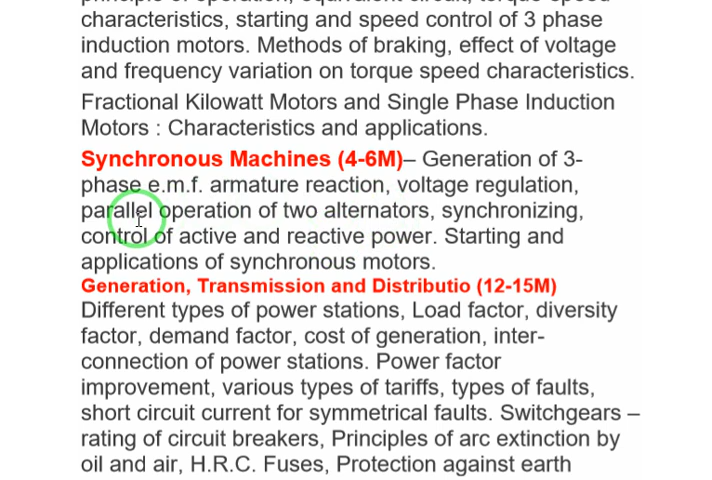 characteristics, starting and speed control of 3 phase
induction motors. Methods of braking, effect of voltage
and frequency variation on torque speed characteristics.
Fractional Kilowatt Motors and Single Phase Induction
Motors : Characteristics and applications.
Synchronous Machines (4-6M)– Generation of 3-
phase e.m.f. armature reaction, voltage regulation,
parallel operation of two alternators, synchronizing,
control of active and reactive power. Starting and
applications of synchronous motors.
Generation, Transmission and Distributio (12-15M)
Different types of power stations, Load factor, diversity
factor, demand factor, cost of generation, inter-
connection of power stations. Power factor
improvement, various types of tariffs, types of faults,
short circuit current for symmetrical faults. Switchgears –
rating of circuit breakers, Principles of arc extinction by
oil and air, H.R.C. Fuses, Protection against earth